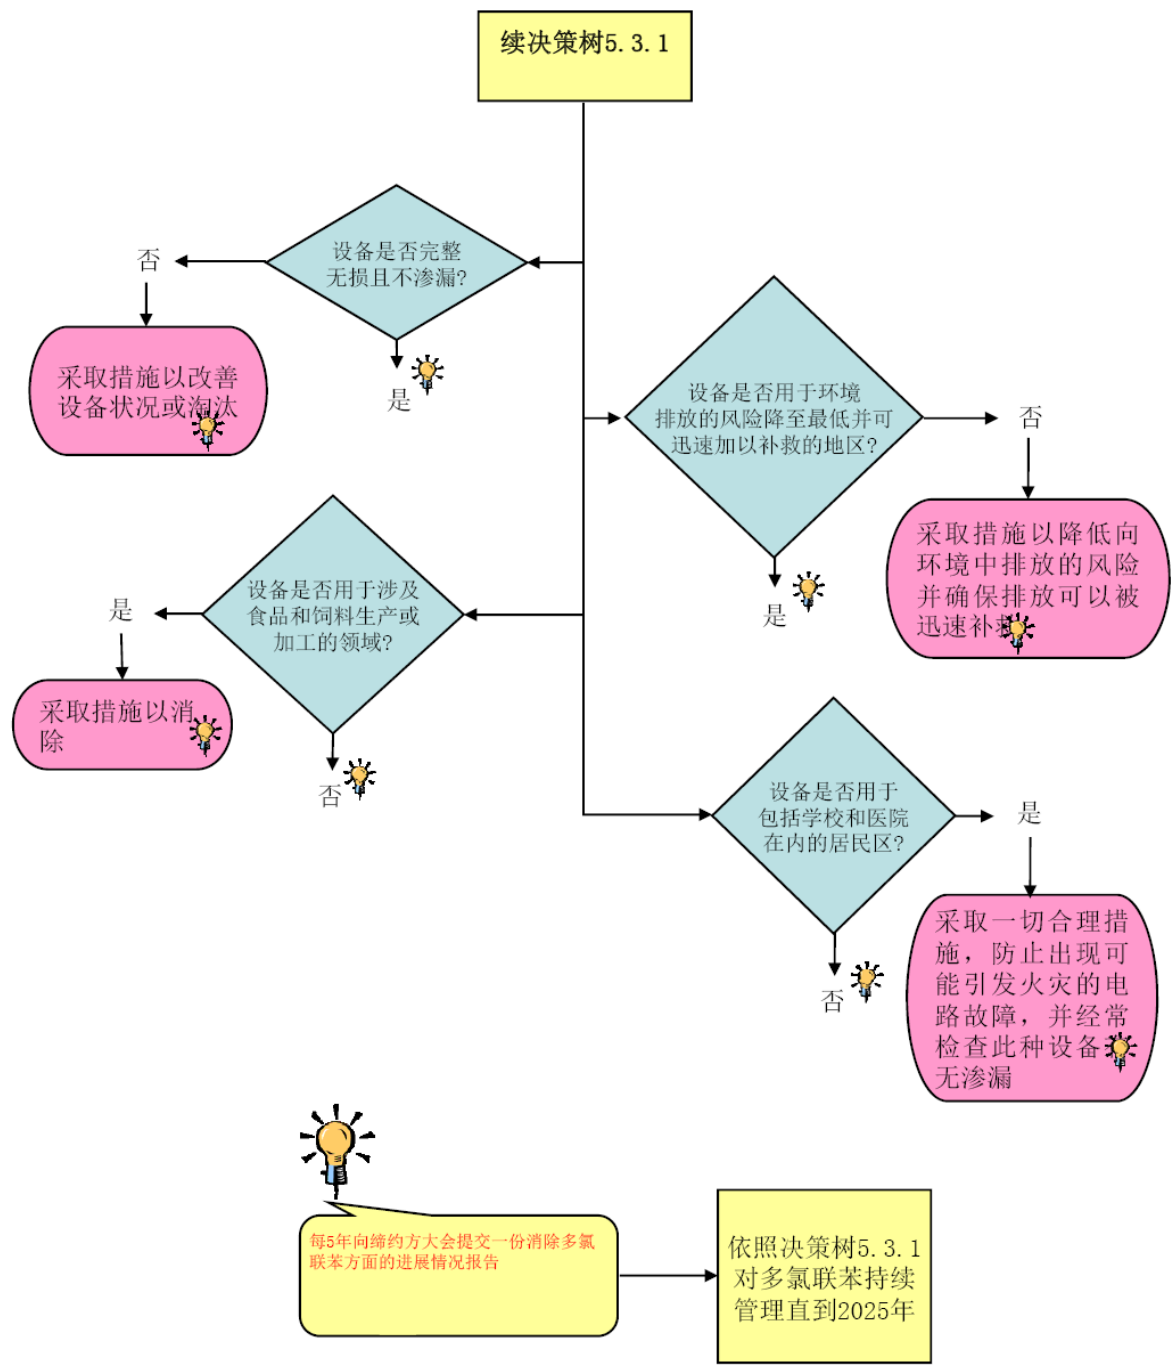 续决策树5.3.1
设备是否完整
无损且不渗漏?
否
采取措施以改善
设备状况或淘汰
是
设备是否用于环境
排放的风险降至最低并可
迅速加以补救的地区?
否
采取措施以降低向
环境中排放的风险
并确保排放可以被
迅速补救
是
设备是否用于涉及
食品和饲料生产或
加工的领域?
是
采取措施以消
除
否
设备是否用于
包括学校和医院
在内的居民区?
是
采取一切合理措
施，防止出现可
能引发火灾的电
路故障，并经常
检查此种设备
无渗漏
否
每5年向缔约方大会提交一份消除多氯
联苯方面的进展情况报告
依照决策树5.3.1
对多氯联苯持续
管理直到2025年